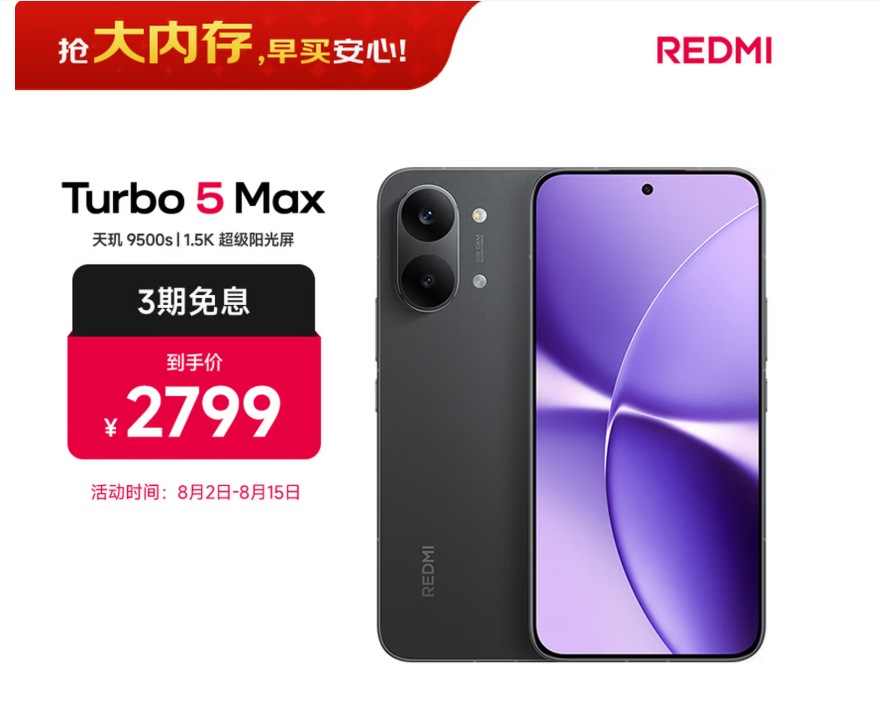 抢大内存,早买安心!
REDMI
Turbo 5 Max
天玑 9500s | 1.5K 超级阳光屏
3期免息
到手价
¥2799
活动时间：8月2日-8月15日
REDMI